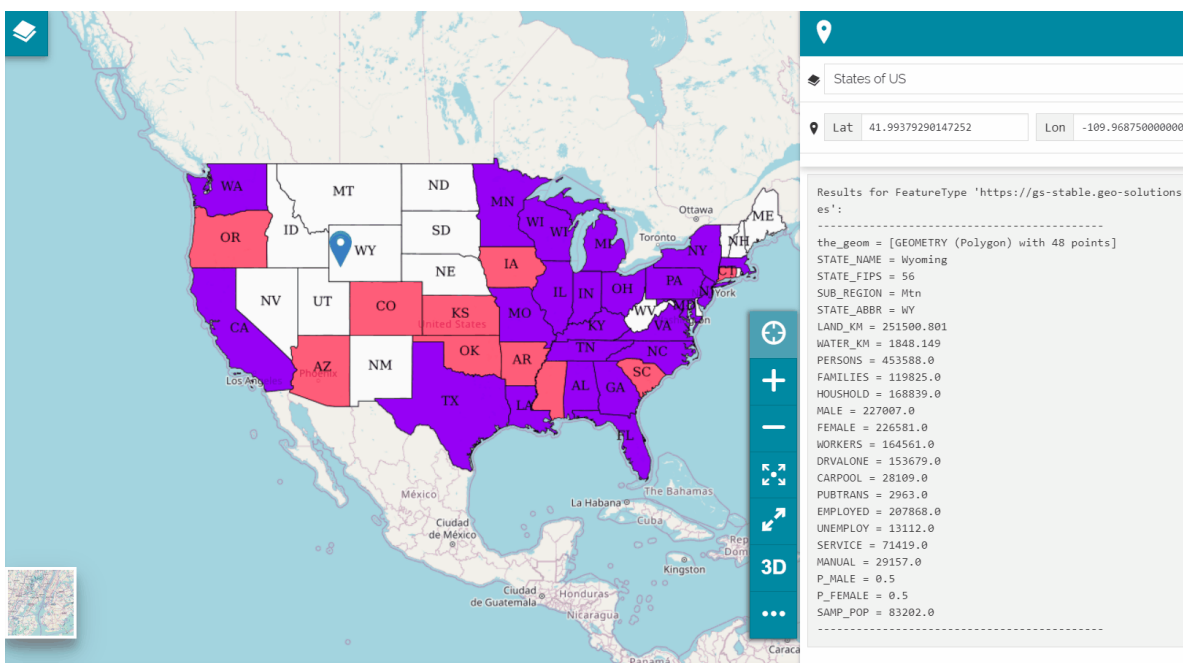 Ottawa
Toronto
WA
MT
ND
MN
ME
OR
ID
WY
SD
WI
MI
NY
NH
CT
IA
NE
NV
UT
CO
KS
United States
MO
IL
IN
OH
PA
NJ
York
WV
MD
VA
KY
CA
Los Angeles
AZ
Phoenix
NM
OK
AR
TN
NC
SC
TX
LA
AL
GA
FL
México
Ciudad
de México
La Habana
The Bahamas
Cuba
Rep
Dom
Kingston
Ciudad
de Guatemala
Honduras
Nicaragua
Panamá
Caraca
3D
States of US
Lat 41.99379290147252 Lon -109.968750000000
Results for FeatureType 'https://gs-stable.geo-solutions
es':
--------------------------------------------
the_geom = [GEOMETRY (Polygon) with 48 points]
STATE_NAME = Wyoming
STATE_FIPS = 56
SUB_REGION = Mtn
STATE_ABBR = WY
LAND_KM = 251500.801
WATER_KM = 1848.149
PERSONS = 453588.0
FAMILIES = 119825.0
HOUSHOLD = 168839.0
MALE = 227007.0
FEMALE = 226581.0
WORKERS = 164561.0
DRVALONE = 153679.0
CARPOOL = 28109.0
PUBTRANS = 2963.0
EMPLOYED = 207868.0
UNEMPLOY = 13112.0
SERVICE = 71419.0
MANUAL = 29157.0
P_MALE = 0.5
P_FEMALE = 0.5
SAMP_POP = 83202.0
--------------------------------------------